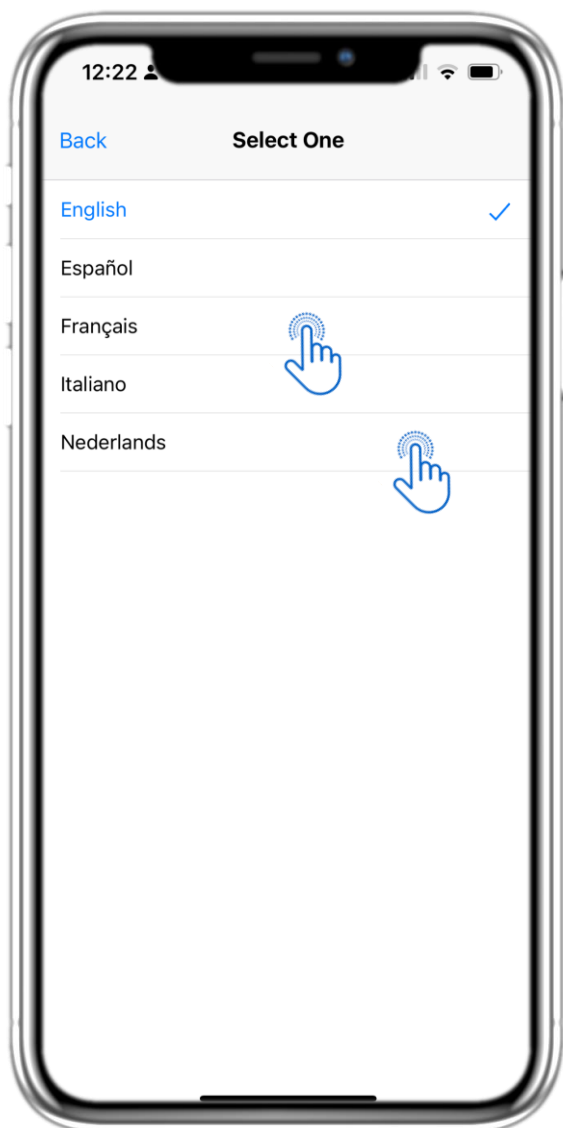 12:22
Back
Select One
English
Español
Français
Italiano
Nederlands